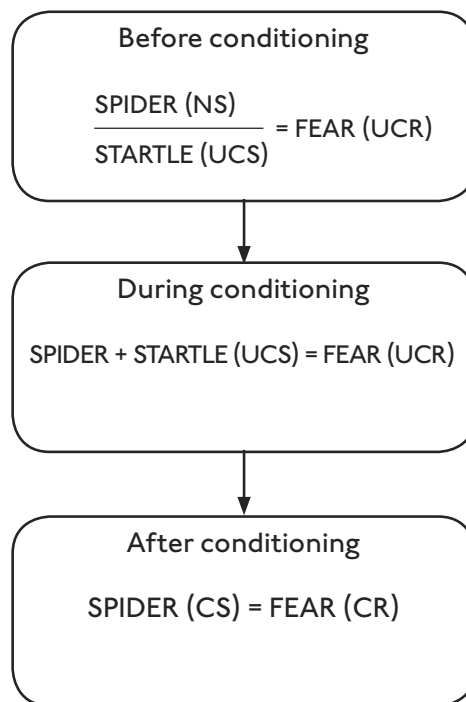 Before conditioning
SPIDER (NS)
STARTLE (UCS)
= FEAR (UCR)
During conditioning
SPIDER + STARTLE (UCS) = FEAR (UCR)
After conditioning
SPIDER (CS) = FEAR (CR)